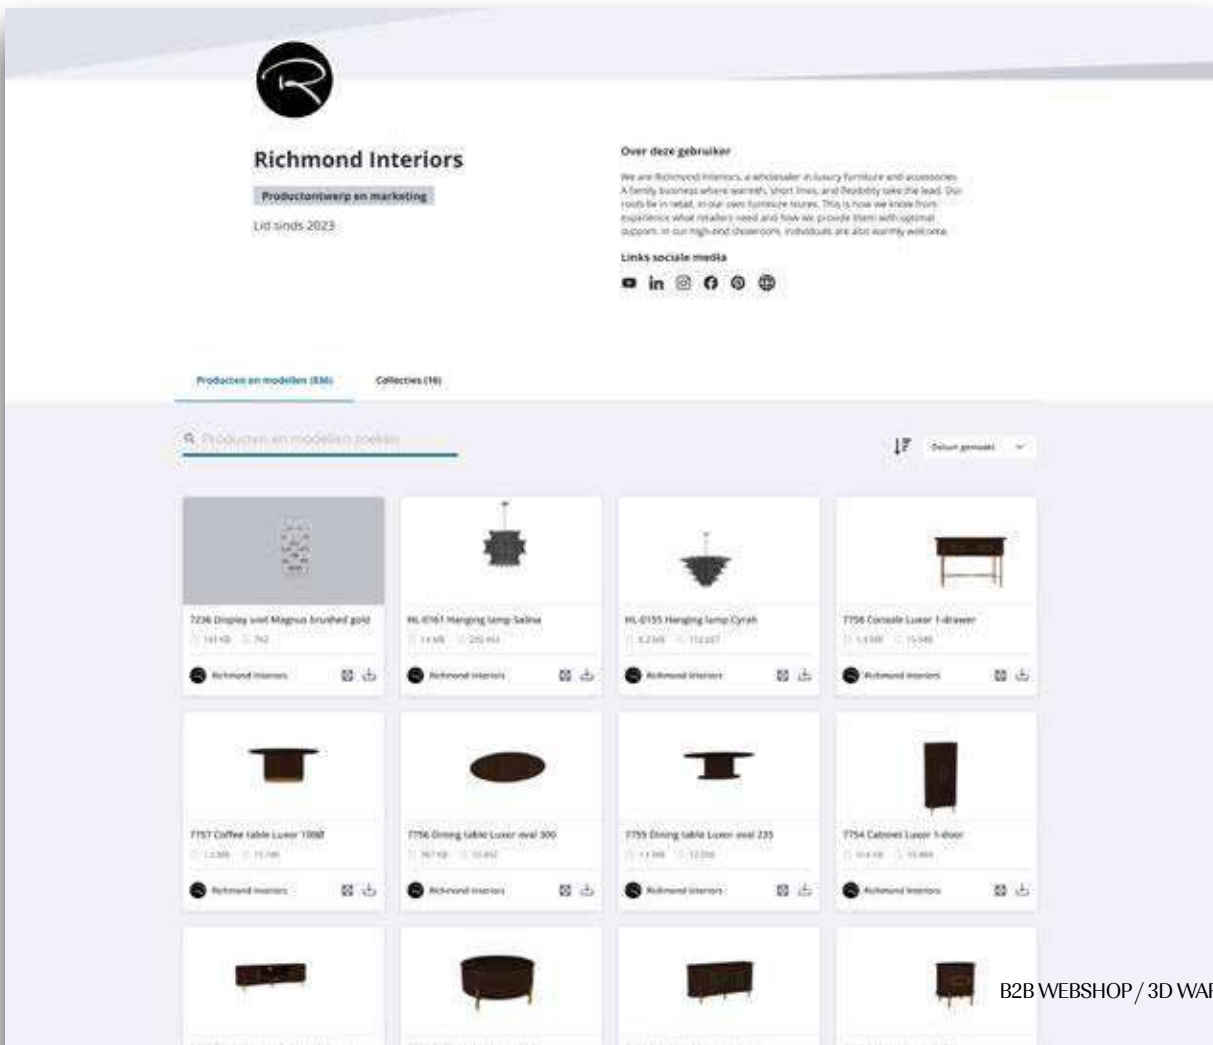 Richmond Interiors
Productontwerp en marketing
Lid sinds 2023
Over deze gebruiker
We are Richmond Interiors, a wholesaler in luxury furniture and accessories.
A family business where warmth, short lines, and flexibility take the lead. Our
roots lie in retail, in our own furniture stores. This is how we know from
experience what retailers need and how we provide them with optimal
support. In our high-end showroom, individuals are also warmly welcome.
Links sociale media
Producten en modellen
Collecties (16)
Producten en modellen zoeken
Datum gemaakt
7236 Display unit Magnus brushed gold
HL-0161 Hanging lamp Salina
HL-0155 Hanging lamp Cyrah
7758 Console Luxor 1-drawer
762
Richmond Interiors
Richmond Interiors
Richmond Interiors
Richmond Interiors
7757 Coffee table Luxor 100Ø
7756 Dining table Luxor oval 300
7755 Dining table Luxor oval 235
7754 Cabinet Luxor 1-door
Richmond Interiors
Richmond Interiors
Richmond Interiors
Richmond Interiors
B2B WEBSHOP / 3D WAR